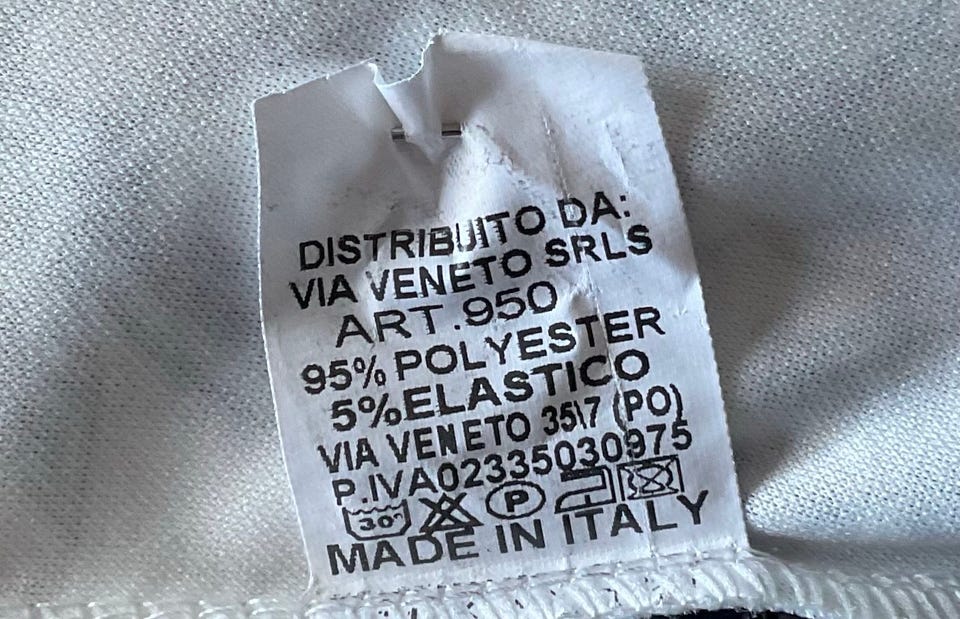 DISTRIBUITO DA:
VIA VENETO SRLS
ART.950
95% POLYESTER
5%ELASTICO
VIA VENETO 35\7 (PO)
P.IVA02335030975
30° P
MADE IN ITALY